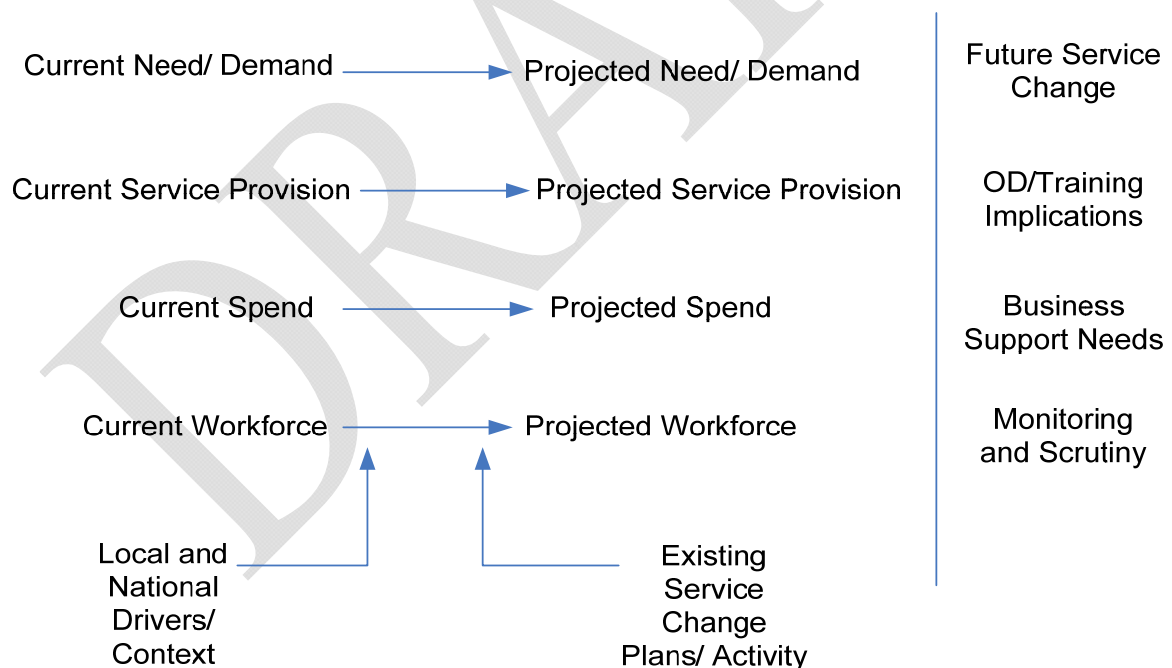 Current Need/ Demand
Projected Need/ Demand
Current Service Provision
Projected Service Provision
Current Spend
Projected Spend
Current Workforce
Projected Workforce
Local and
National
Drivers/
Context
Existing
Service
Change
Plans/ Activity
Future Service
Change
OD/Training
Implications
Business
Support Needs
Monitoring
and Scrutiny
DRA